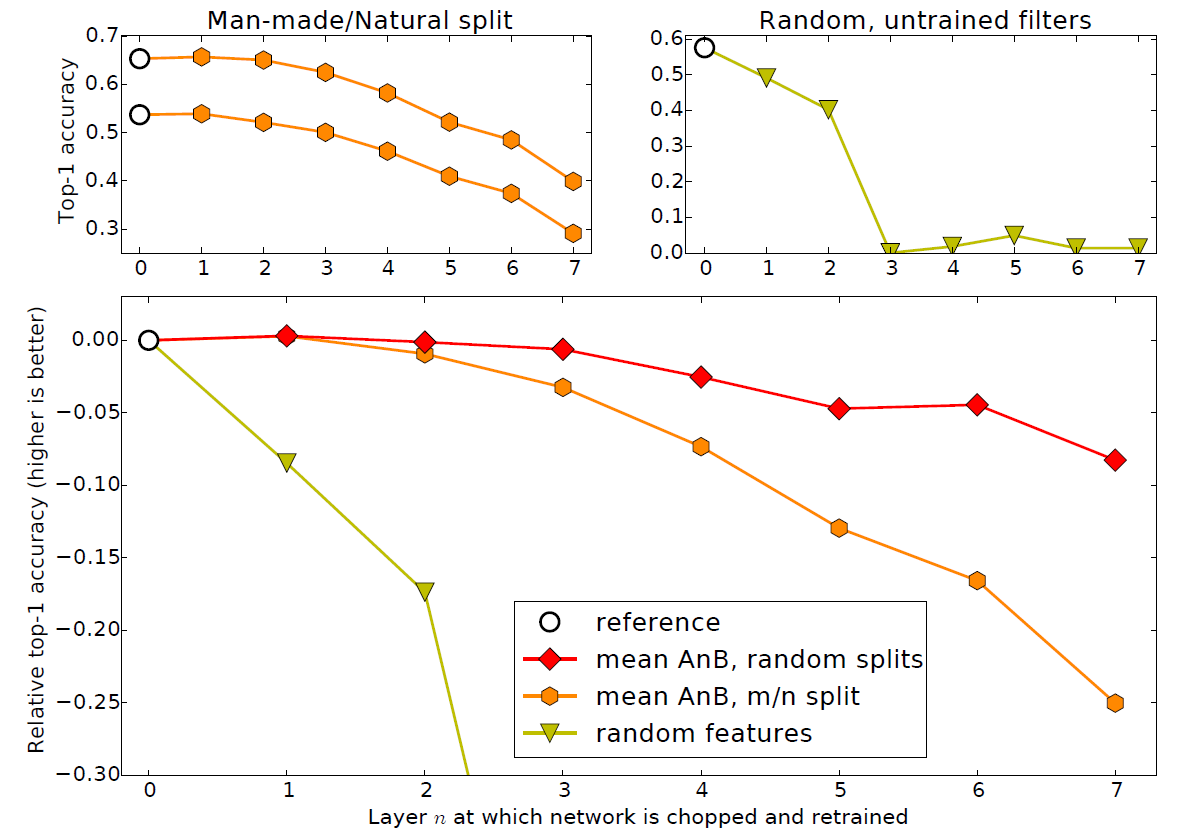 Man-made/Natural split
Top-1 accuracy
0.7
0.6
0.5
0.4
0.3
0 1 2 3 4 5 6 7
Random, untrained filters
0.6
0.5
0.4
0.3
0.2
0.1
0.0
0 1 2 3 4 5 6 7
Relative top-1 accuracy (higher is better)
0.00
−0.05
−0.10
−0.15
−0.20
−0.25
−0.30
reference
mean AnB, random splits
mean AnB, m/n split
random features
0 1 2 3 4 5 6 7
Layer n at which network is chopped and retrained